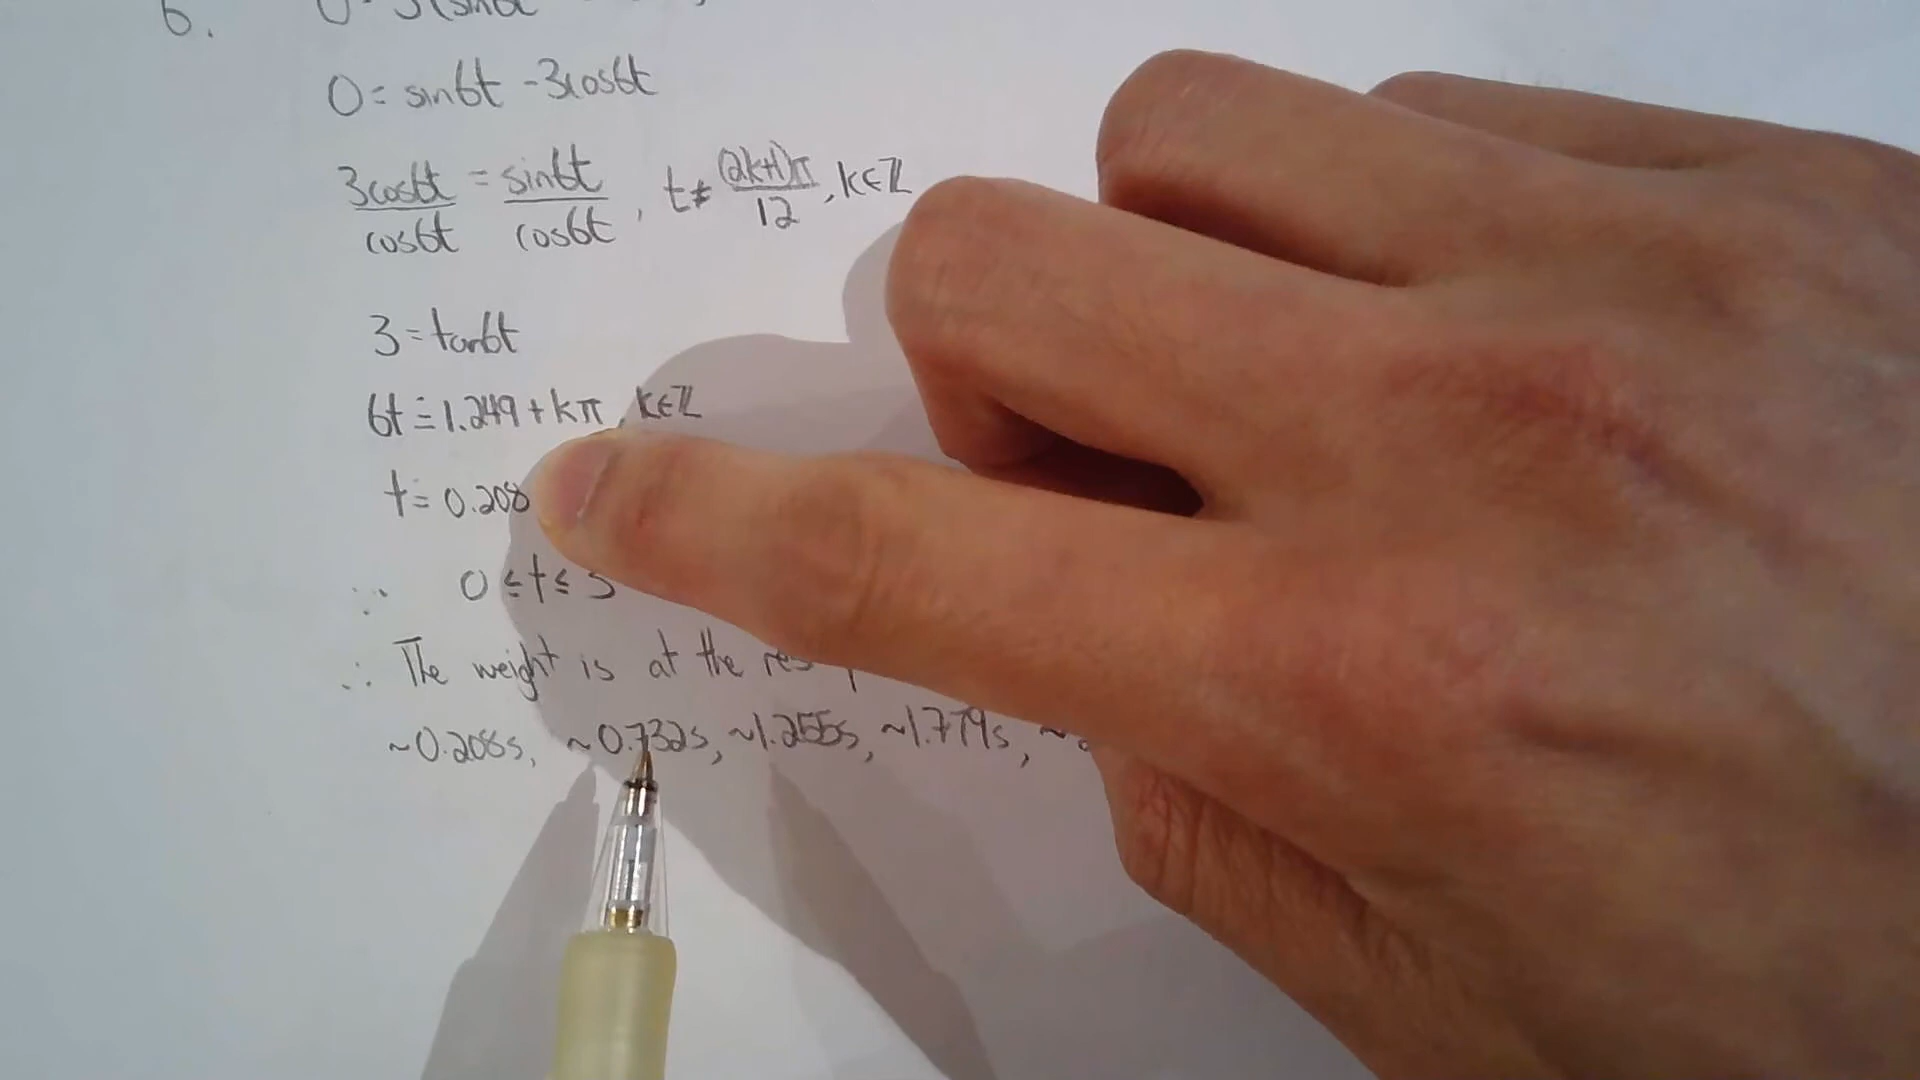 6.
0 = sin6t - 3cos6t
3cos6t/cos6t = sin6t/cos6t, t ≠ (2k+1)π/12, k∈ℤ
3 = tan6t
6t ≐ 1.249 + kπ, k∈ℤ
t ≐ 0.208
∵ 0 ≤ t ≤ 5
∴ The weight is at the
~0.208s, ~0.732s, ~1.255s, ~1.779s, ~